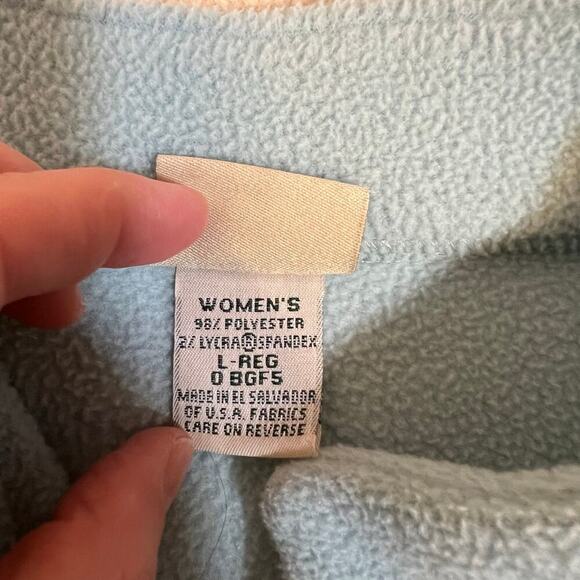 WOMEN'S
98% POLYESTER
2% LYCRA®SPANDEX
L-REG
0 BGF5
MADE IN EL SALVADOR
OF U.S.A. FABRICS
CARE ON REVERSE